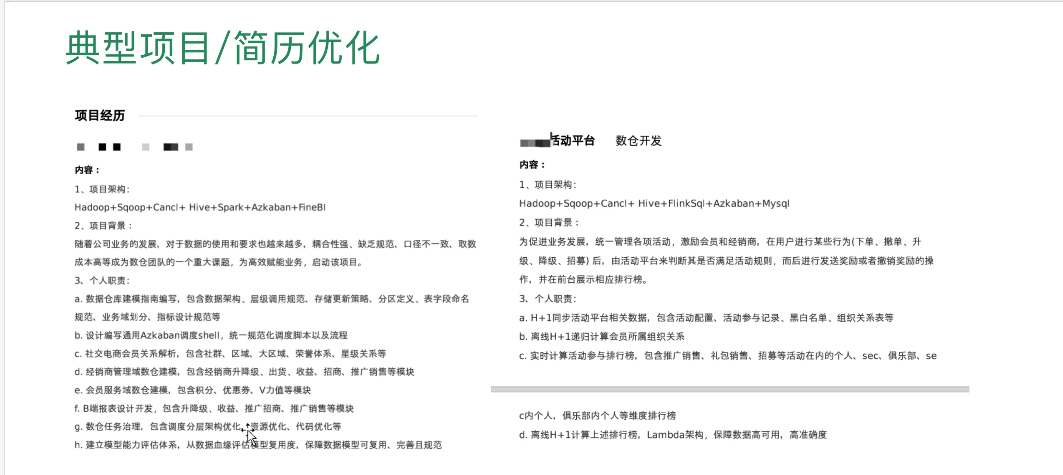 典型项目/简历优化
项目经历
内容：
1、项目架构:
Hadoop+Sqoop+Cancl+ Hive+Spark+Azkaban+FineBI
2、项目背景：
随着公司业务的发展，对于数据的使用和要求也越来越多，耦合性强、缺乏规范、口径不一致、取数
成本高等成为数仓团队的一个重大课题，为高效赋能业务，启动该项目。
3、个人职责:
a. 数据仓库建模指南编写，包含数据架构、层级调用规范、存储更新策略、分区定义、表字段命名
规范、业务域划分、指标设计规范等
b. 设计编写通用Azkaban调度shell，统一规范化调度脚本以及流程
c. 社交电商会员关系解析，包含社群、区域、大区域、荣誉体系、星级关系等
d. 经销商管理域数仓建模，包含经销商升降级、出货、收益、招商、推广销售等模块
e. 会员服务域数仓建模，包含积分、优惠券、V力值等模块
f. B端报表设计开发，包含升降级、收益、推广招商、推广销售等模块
g. 数仓任务治理，包含调度分层架构优化、资源优化、代码优化等
h. 建立模型能力评估体系，从数据血缘评估模型复用度，保障数据模型可复用、完善且规范
活动平台 数仓开发
内容：
1、项目架构:
Hadoop+Sqoop+Cancl+ Hive+FlinkSql+Azkaban+Mysql
2、项目背景：
为促进业务发展，统一管理各项活动，激励会员和经销商，在用户进行某些行为(下单、撤单、升
级、降级、招募) 后，由活动平台来判断其是否满足活动规则，而后进行发送奖励或者撤销奖励的操
作，并在前台展示相应排行榜。
3、个人职责：
a. H+1同步活动平台相关数据，包含活动配置、活动参与记录、黑白名单、组织关系表等
b. 离线H+1递归计算会员所属组织关系
c. 实时计算活动参与排行榜，包含推广销售、礼包销售、招募等活动在内的个人、sec、俱乐部、se
c内个人，俱乐部内个人等维度排行榜
d. 离线H+1计算上述排行榜，Lambda架构，保障数据高可用，高准确度